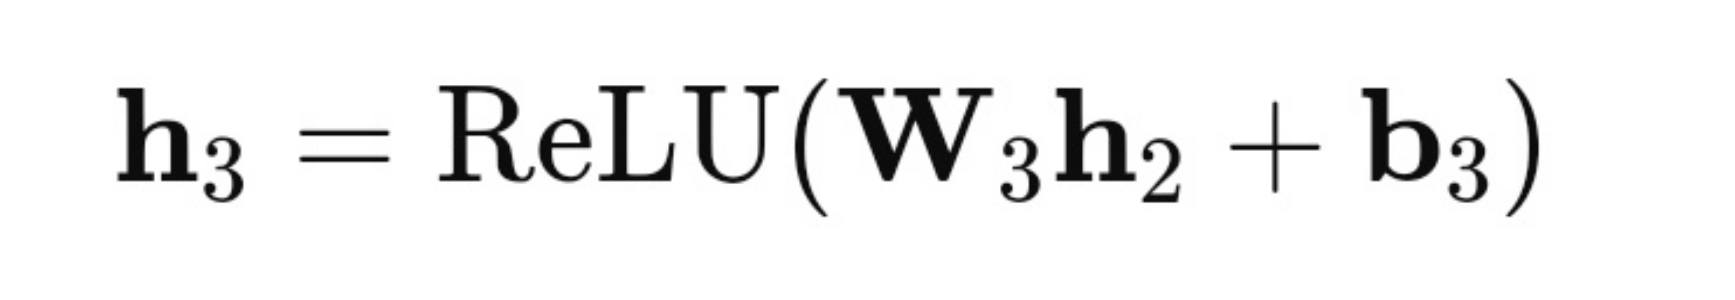 h₃ = ReLU(W₃h₂ + b₃)